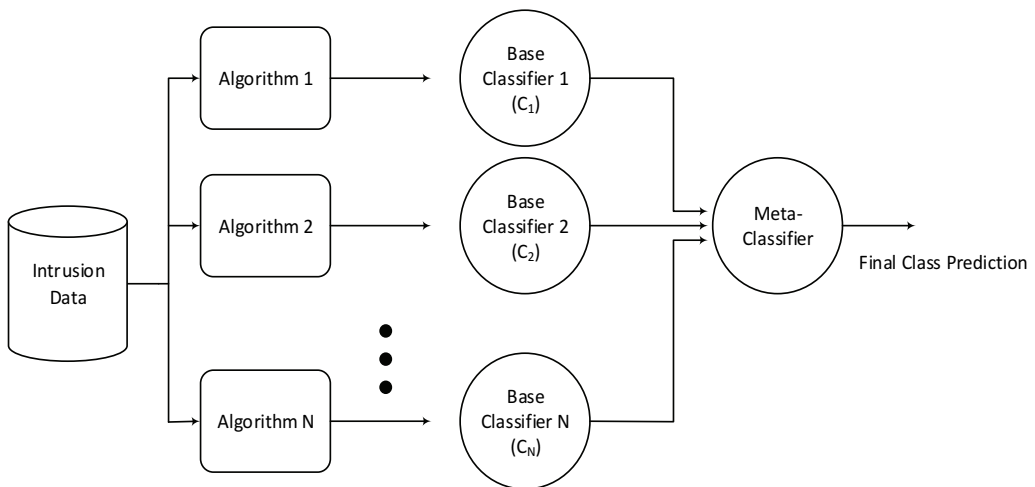 Intrusion
Data
Algorithm 1
Algorithm 2
Algorithm N
Base
Classifier 1
(C₁)
Base
Classifier 2
(C₂)
Base
Classifier N
(C_N)
Meta-
Classifier
Final Class Prediction